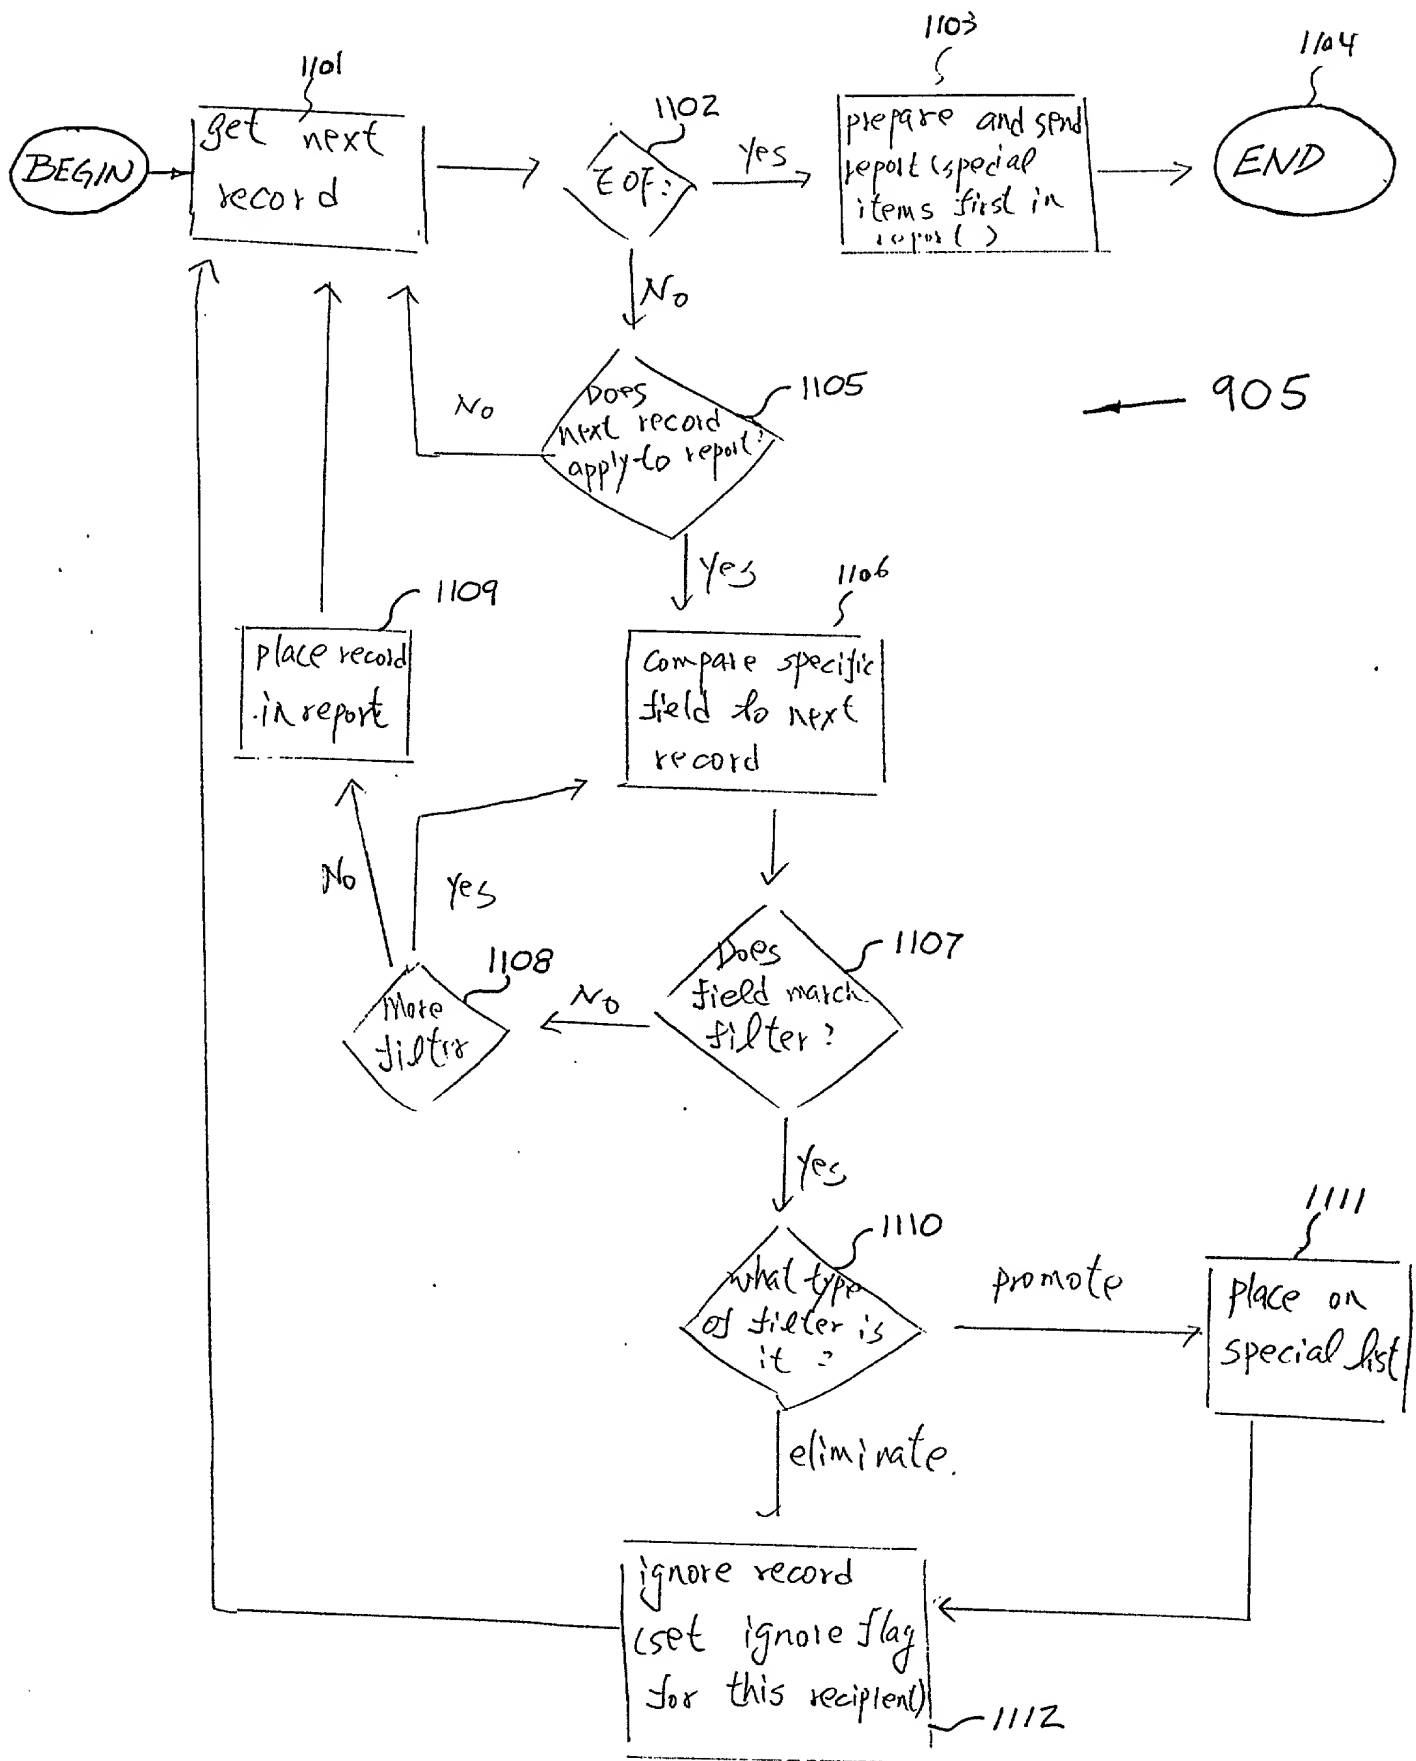 1101
1102
1103
1104
BEGIN
get next
record
EOF?
Yes
prepare and send
report (special
items first in
report)
END
No
Does
next record
apply to report?
1105
No
905
Yes
1106
1109
place record
in report
Compare specific
field to next
record
No
Yes
1108
More
filter
No
Does
field march
filter?
1107
Yes
1110
what type
of filter is
it?
promote
1111
place on
special list
eliminate.
ignore record
(set ignore flag
for this recipient)
1112